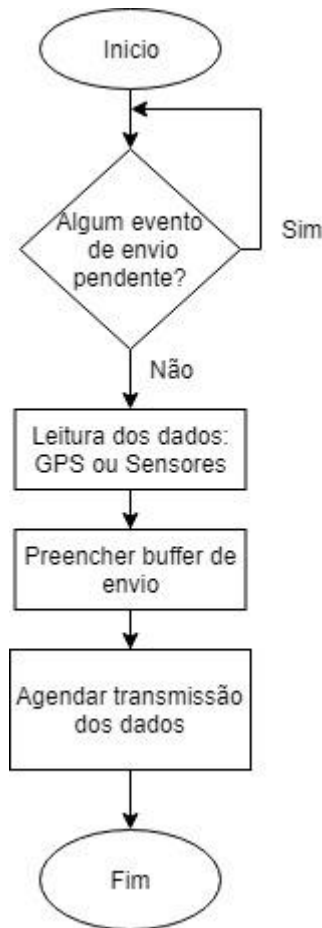 Inicio
Algum evento
de envio
pendente?
Sim
Não
Leitura dos dados:
GPS ou Sensores
Preencher buffer de
envio
Agendar transmissão
dos dados
Fim